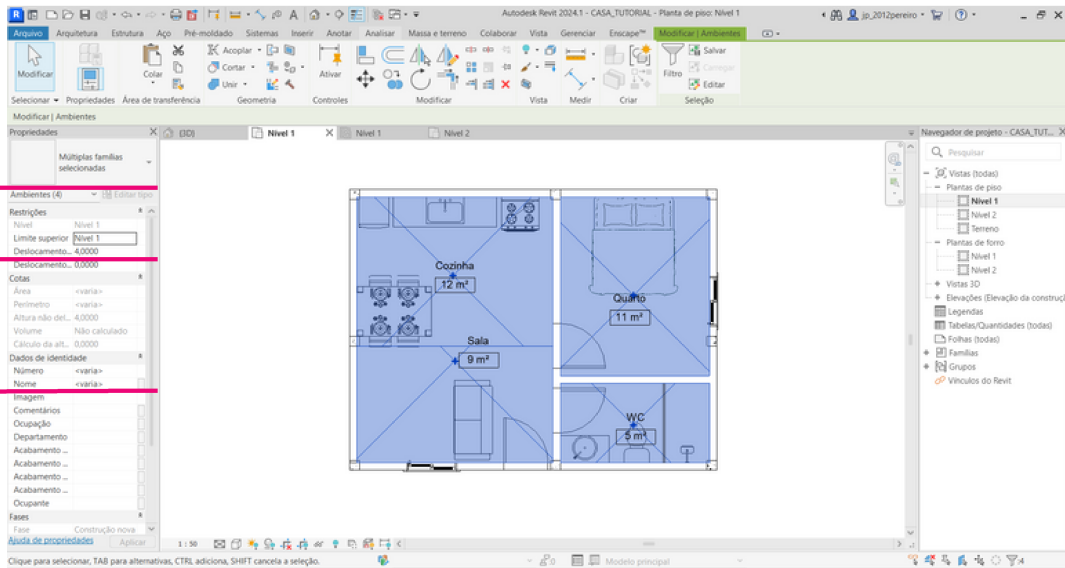 Autodesk Revit 2024.1 - CASA_TUTORIAL - Planta de piso: Nível 1
jp_2012pereiro
Arquivo Arquitetura Estrutura Aço Pré-moldado Sistemas Inserir Anotar Analisar Massa e terreno Colaborar Vista Gerenciar Enscape™ Modificar | Ambientes
Modificar
Colar
Acoplar
Cortar
Unir
Ativar
Filtro
Salvar
Carregar
Editar
Selecionar Propriedades Área de transferência Geometria Controles Modificar Vista Medir Criar Seleção
Modificar | Ambientes
Propriedades
Múltiplas famílias
selecionadas
Ambientes (4) Editar tipo
Restrições
Nível Nível 1
Limite superior Nível 1
Deslocamento... 4,0000
Deslocamento... 0,0000
Cotas
Área <varia>
Perímetro <varia>
Altura não del... 4,0000
Volume Não calculado
Cálculo da alt... 0,0000
Dados de identidade
Número <varia>
Nome <varia>
Imagem
Comentários
Ocupação
Departamento
Acabamento ...
Acabamento ...
Acabamento ...
Acabamento ...
Ocupante
Fases
Fase Construção nova
Ajuda de propriedades Aplicar
{3D} Nível 1 Nível 1 Nível 2
Cozinha
12 m²
Quarto
11 m²
Sala
9 m²
WC
5 m²
1 : 50
Navegador de projeto - CASA_TUT...
Pesquisar
Vistas (todas)
Plantas de piso
Nível 1
Nível 2
Terreno
Plantas de forro
Nível 1
Nível 2
Vistas 3D
Elevações (Elevação da construçã
Legendas
Tabelas/Quantidades (todas)
Folhas (todas)
Famílias
Grupos
Vínculos do Revit
Clique para selecionar, TAB para alternativas, CTRL adiciona, SHIFT cancela a seleção.
:0
Modelo principal
:4